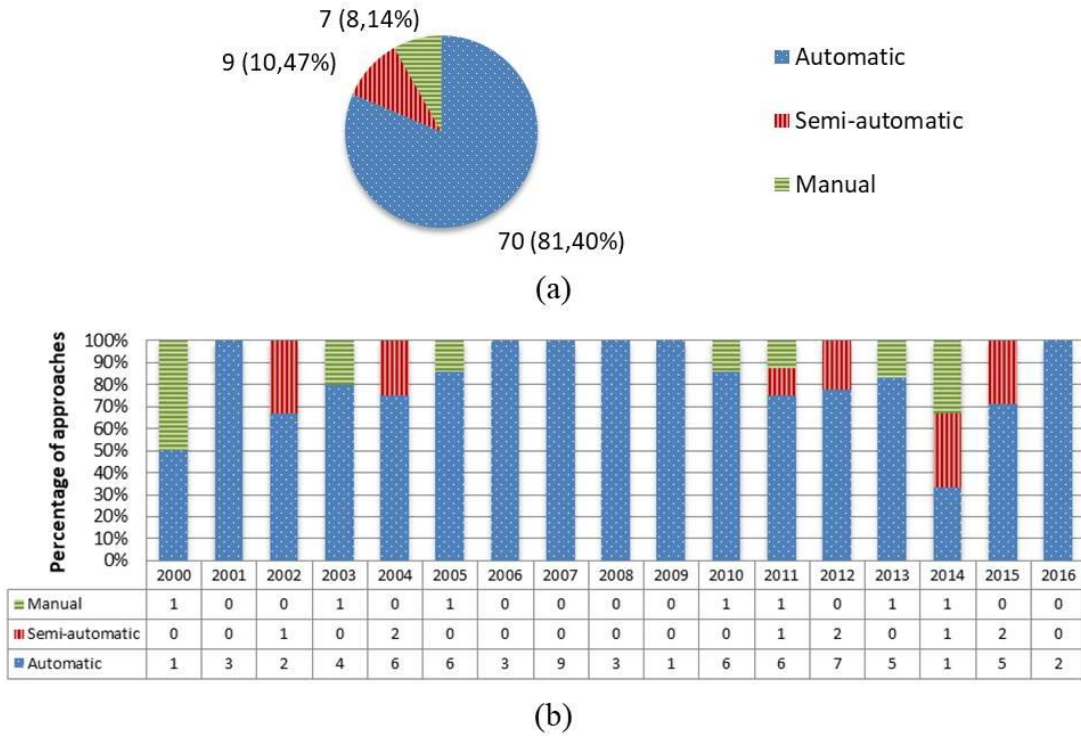 7 (8,14%)
9 (10,47%)
Automatic
Semi-automatic
Manual
70 (81,40%)
(a)
Percentage of approaches
100%
90%
80%
70%
60%
50%
40%
30%
20%
10%
0%
2000 2001 2002 2003 2004 2005 2006 2007 2008 2009 2010 2011 2012 2013 2014 2015 2016
Manual 1 0 0 1 0 1 0 0 0 0 1 1 0 1 1 0 0
Semi-automatic 0 0 1 0 2 0 0 0 0 0 0 1 2 0 1 2 0
Automatic 1 3 2 4 6 6 3 9 3 1 6 6 7 5 1 5 2
(b)